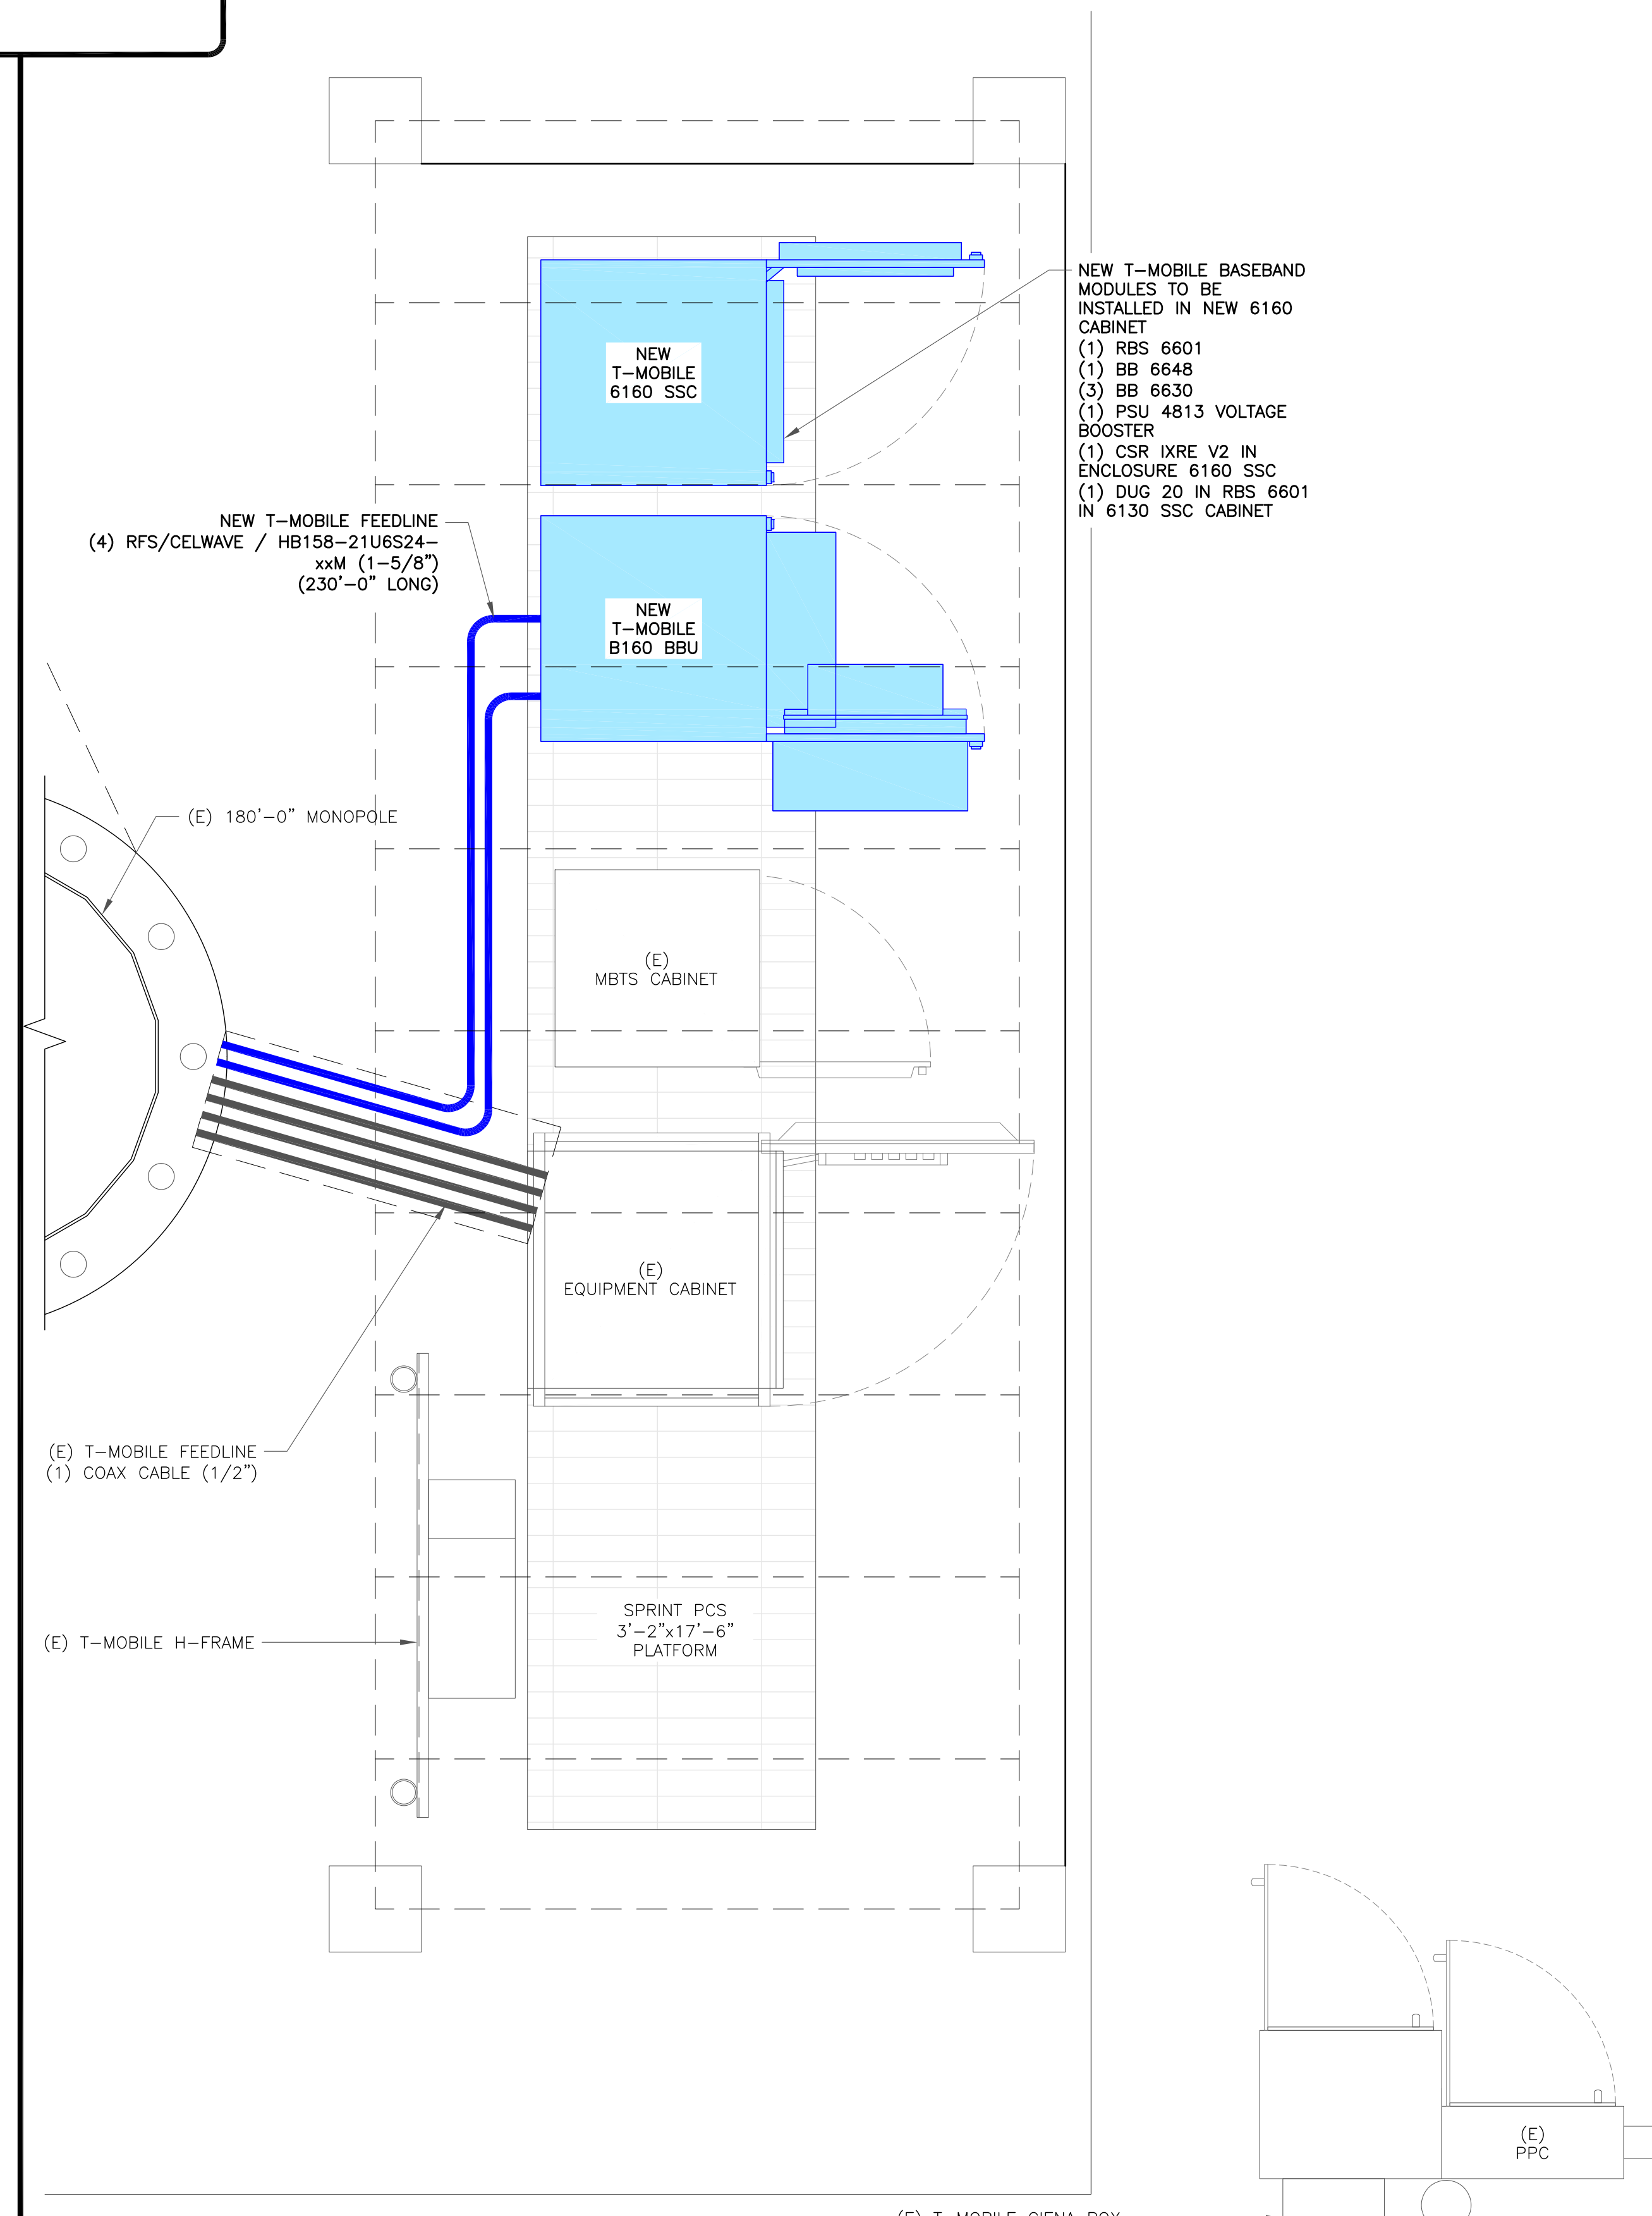 NEW T-MOBILE BASEBAND
MODULES TO BE
INSTALLED IN NEW 6160
CABINET
(1) RBS 6601
(1) BB 6648
(3) BB 6630
(1) PSU 4813 VOLTAGE
BOOSTER
(1) CSR IXRE V2 IN
ENCLOSURE 6160 SSC
(1) DUG 20 IN RBS 6601
IN 6130 SSC CABINET
NEW
T-MOBILE
6160 SSC
NEW T-MOBILE FEEDLINE
(4) RFS/CELWAVE / HB158-21U6S24-
xxM (1-5/8")
(230'-0" LONG)
NEW
T-MOBILE
B160 BBU
(E) 180'-0" MONOPOLE
(E)
MBTS CABINET
(E)
EQUIPMENT CABINET
(E) T-MOBILE FEEDLINE
(1) COAX CABLE (1/2")
(E) T-MOBILE H-FRAME
SPRINT PCS
3'-2"x17'-6"
PLATFORM
(E)
PPC
(E) T-MOBILE CIENA BOX